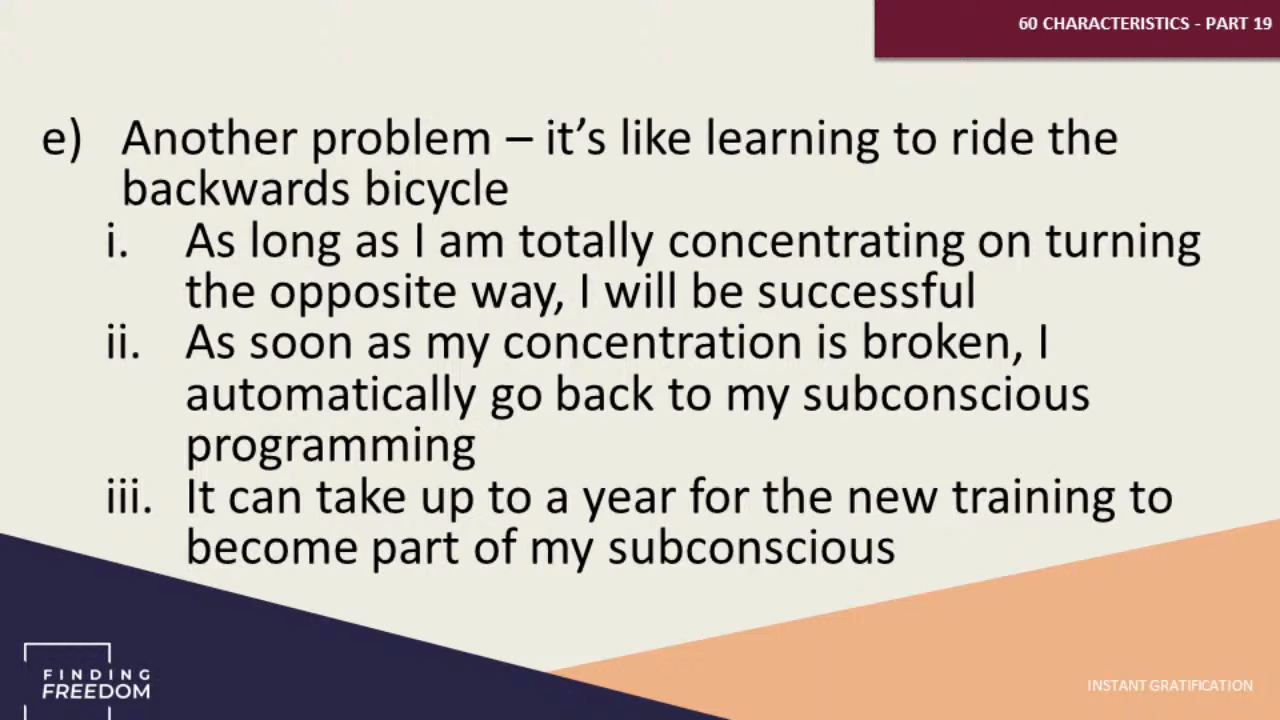 60 CHARACTERISTICS - PART 19
e) Another problem – it’s like learning to ride the
backwards bicycle
i. As long as I am totally concentrating on turning
the opposite way, I will be successful
ii. As soon as my concentration is broken, I
automatically go back to my subconscious
programming
iii. It can take up to a year for the new training to
become part of my subconscious
FINDING
FREEDOM
INSTANT GRATIFICATION